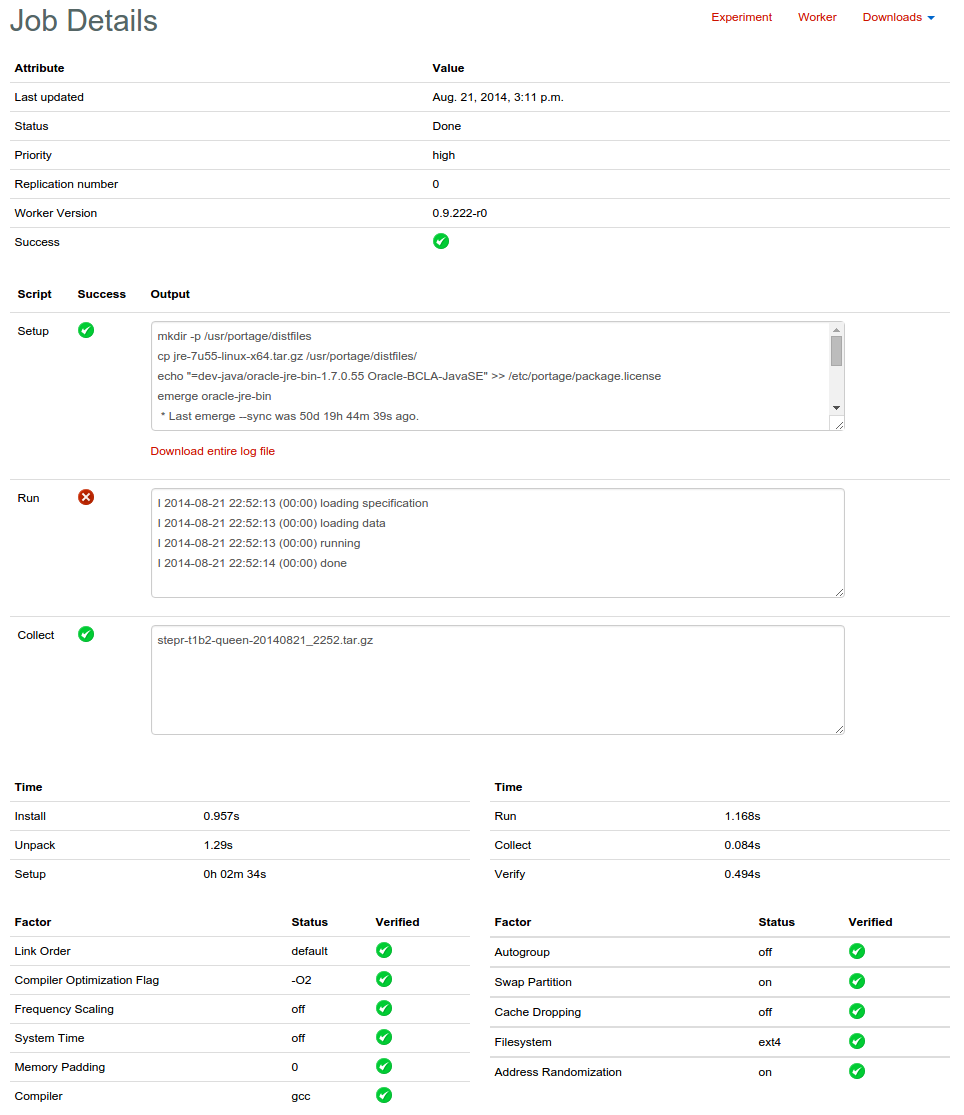 Job Details
Experiment Worker Downloads
Attribute Value
Last updated Aug. 21, 2014, 3:11 p.m.
Status Done
Priority high
Replication number 0
Worker Version 0.9.222-r0
Success
Script Success Output
Setup
mkdir -p /usr/portage/distfiles
cp jre-7u55-linux-x64.tar.gz /usr/portage/distfiles/
echo "=dev-java/oracle-jre-bin-1.7.0.55 Oracle-BCLA-JavaSE" >> /etc/portage/package.license
emerge oracle-jre-bin
* Last emerge --sync was 50d 19h 44m 39s ago.
Download entire log file
Run
I 2014-08-21 22:52:13 (00:00) loading specification
I 2014-08-21 22:52:13 (00:00) loading data
I 2014-08-21 22:52:13 (00:00) running
I 2014-08-21 22:52:14 (00:00) done
Collect
stepr-t1b2-queen-20140821_2252.tar.gz
Time
Install 0.957s
Unpack 1.29s
Setup 0h 02m 34s
Time
Run 1.168s
Collect 0.084s
Verify 0.494s
Factor Status Verified
Link Order default
Compiler Optimization Flag -O2
Frequency Scaling off
System Time off
Memory Padding 0
Compiler gcc
Factor Status Verified
Autogroup off
Swap Partition on
Cache Dropping off
Filesystem ext4
Address Randomization on